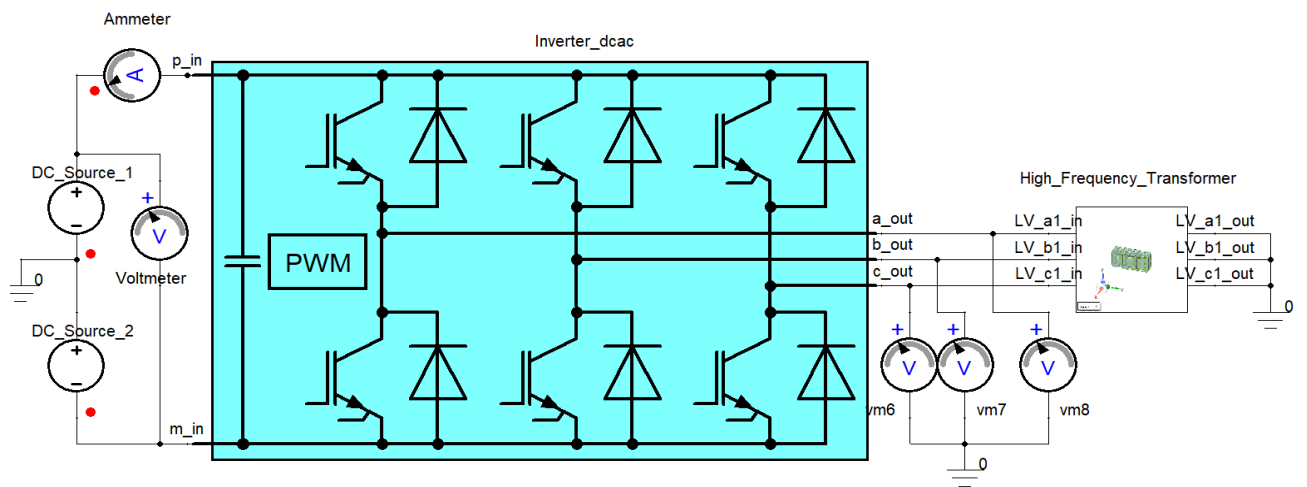 Ammeter
Inverter_dcac
A
p_in
DC_Source_1
+
−
+
V
Voltmeter
0
DC_Source_2
+
−
m_in
PWM
High_Frequency_Transformer
a_out
LV_a1_in
LV_a1_out
b_out
LV_b1_in
LV_b1_out
c_out
LV_c1_in
LV_c1_out
0
+
V
+
V
+
V
vm6
vm7
vm8
0